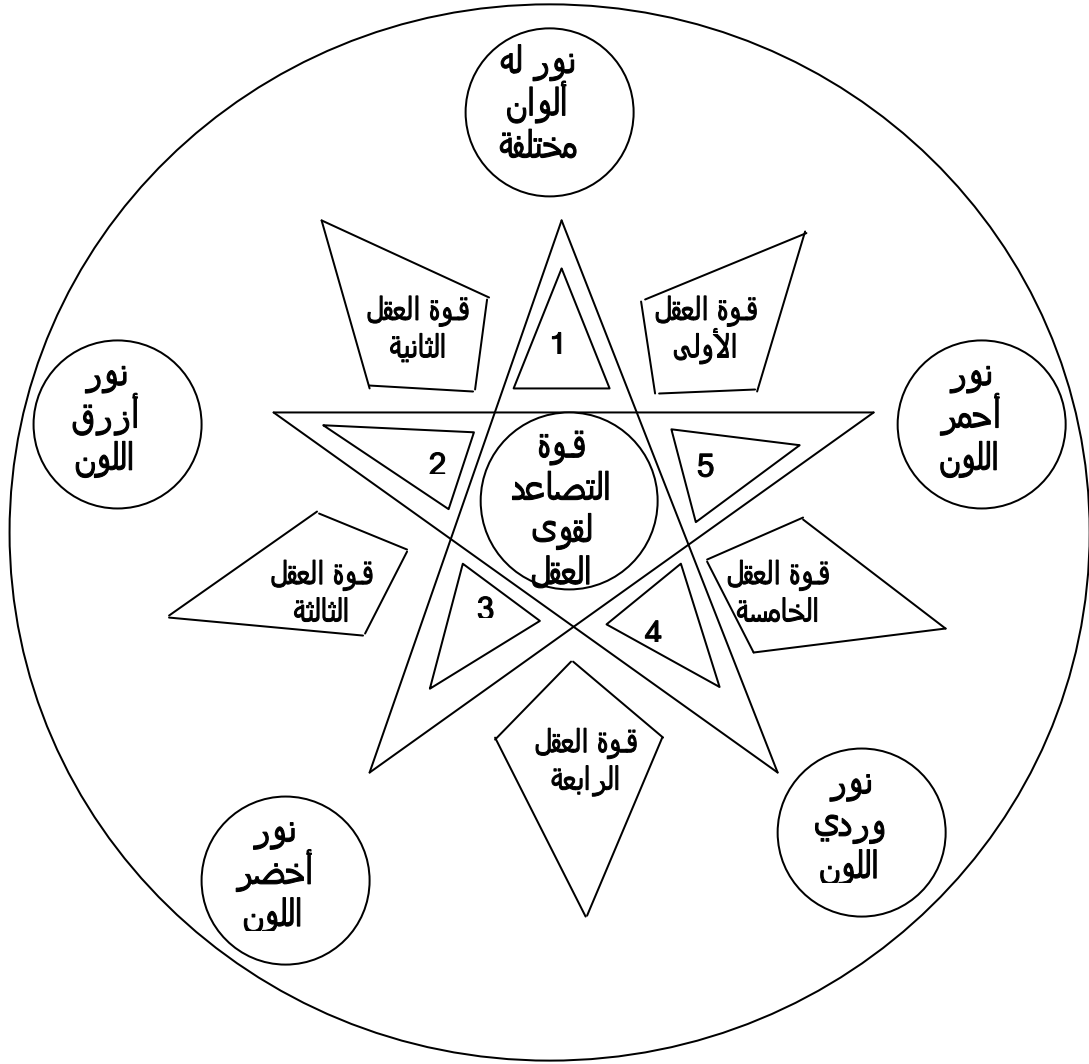 نور له
ألوان
مختلفة
قوة العقل
الأولى
قوة العقل
الثانية
1
نور
أحمر
اللون
نور
أزرق
اللون
5
قوة
التصاعد
لقوى
العقل
2
قوة العقل
الخامسة
قوة العقل
الثالثة
4
3
قوة العقل
الرابعة
نور
وردي
اللون
نور
أخضر
اللون